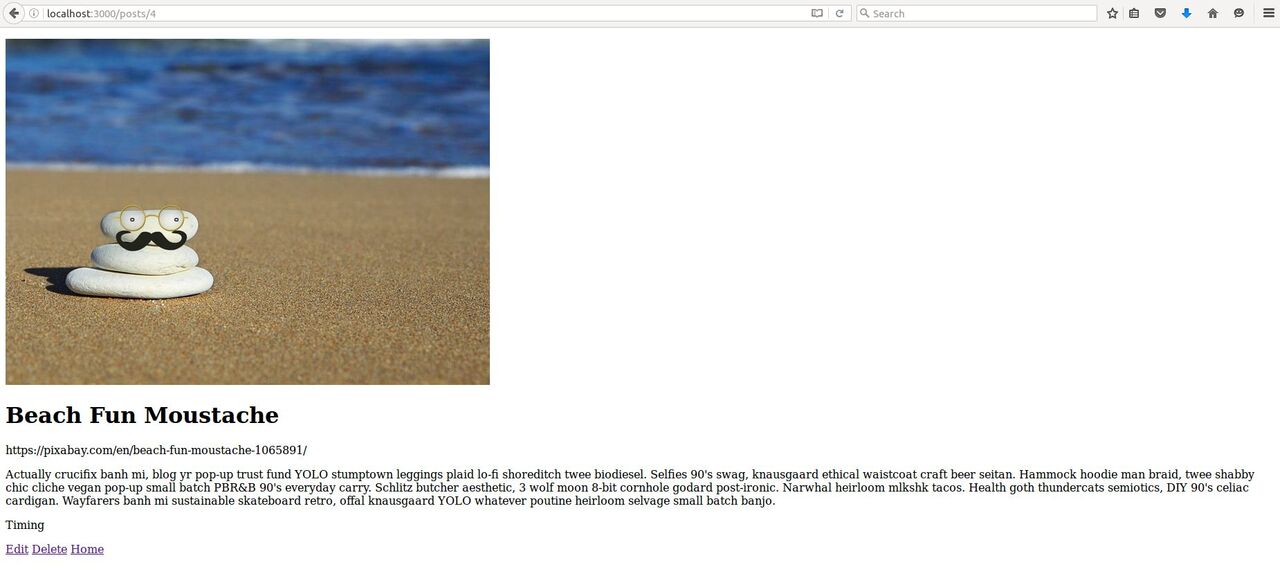 localhost:3000/posts/4
Search
Beach Fun Moustache
https://pixabay.com/en/beach-fun-moustache-1065891/
Actually crucifix banh mi, blog yr pop-up trust fund YOLO stumptown leggings plaid lo-fi shoreditch twee biodiesel. Selfies 90's swag, knausgaard ethical waistcoat craft beer seitan. Hammock hoodie man braid, twee shabby
chic cliche vegan pop-up small batch PBR&B 90's everyday carry. Schlitz butcher aesthetic, 3 wolf moon 8-bit cornhole godard post-ironic. Narwhal heirloom mlkshk tacos. Health goth thundercats semiotics, DIY 90's celiac
cardigan. Wayfarers banh mi sustainable skateboard retro, offal knausgaard YOLO whatever poutine heirloom selvage small batch banjo.
Timing
Edit Delete Home